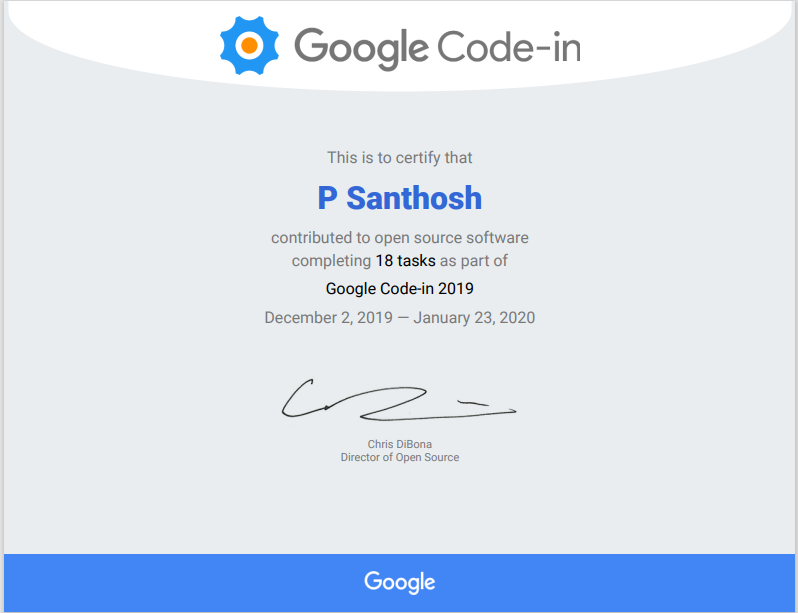 Google Code-in
This is to certify that
P Santhosh
contributed to open source software
completing 18 tasks as part of
Google Code-in 2019
December 2, 2019 — January 23, 2020
Chris DiBona
Director of Open Source
Google